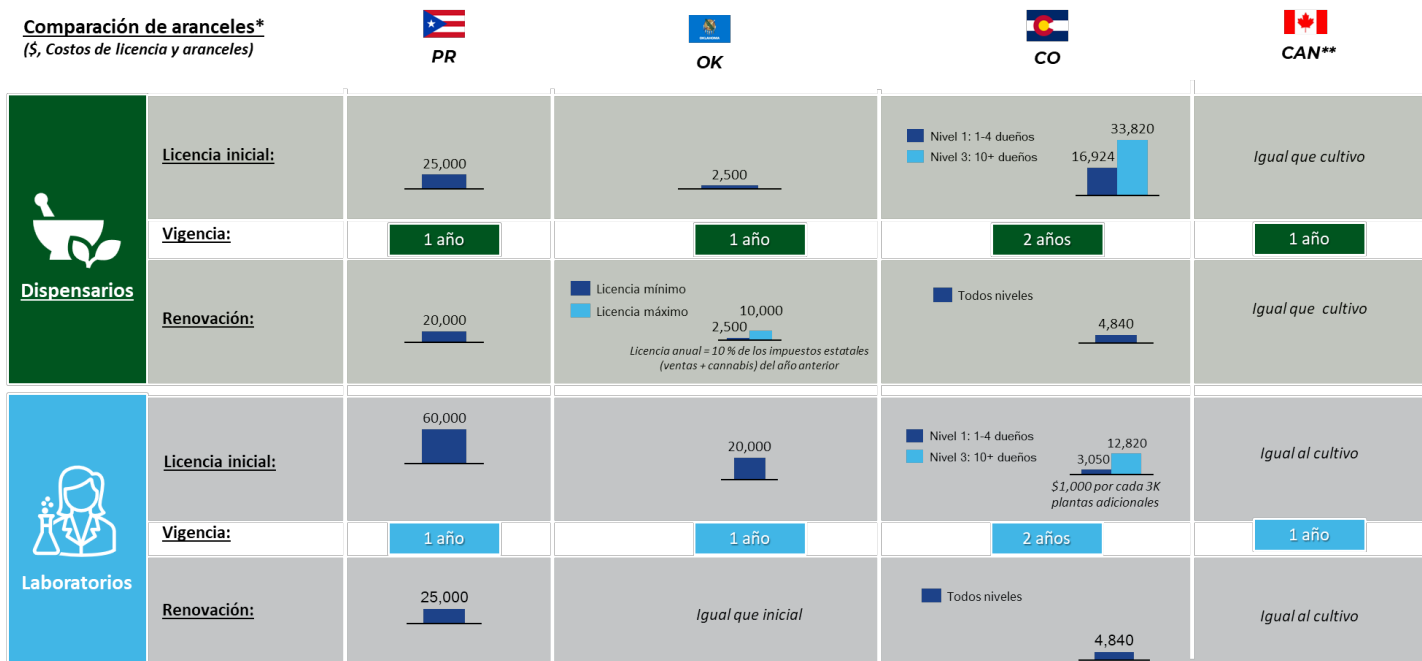 Comparación de aranceles*
($, Costos de licencia y aranceles)
PR
OK
CO
CAN**
Dispensarios
Licencia inicial:
25,000
2,500
Nivel 1: 1-4 dueños
Nivel 3: 10+ dueños
16,924
33,820
Igual que cultivo
Vigencia:
1 año
1 año
2 años
1 año
Renovación:
20,000
Licencia mínimo
Licencia máximo
2,500
10,000
Licencia anual = 10 % de los impuestos estatales
(ventas + cannabis) del año anterior
Todos niveles
4,840
Igual que cultivo
Laboratorios
Licencia inicial:
60,000
20,000
Nivel 1: 1-4 dueños
Nivel 3: 10+ dueños
3,050
12,820
$1,000 por cada 3K
plantas adicionales
Igual al cultivo
Vigencia:
1 año
1 año
2 años
1 año
Renovación:
25,000
Igual que inicial
Todos niveles
4,840
Igual al cultivo